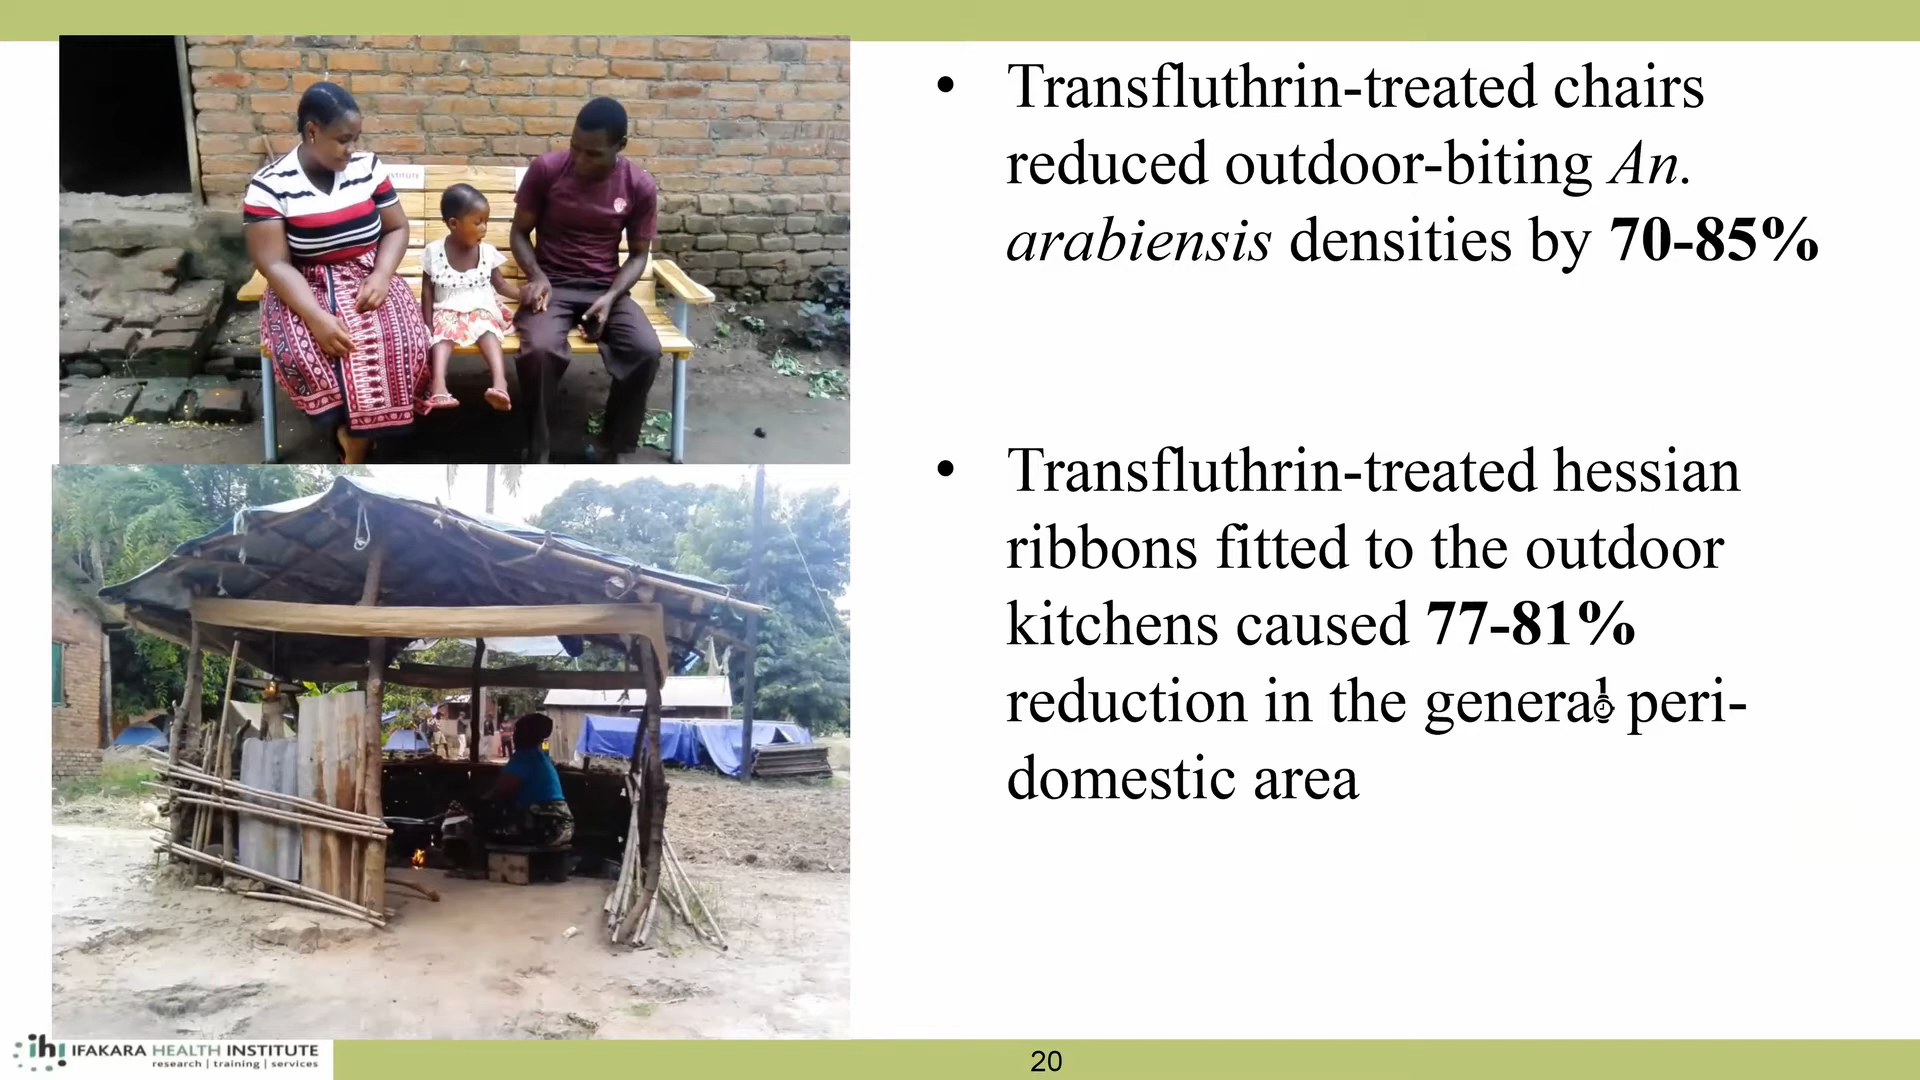 STITUTE
• Transfluthrin-treated chairs
reduced outdoor-biting An.
arabiensis densities by 70-85%
• Transfluthrin-treated hessian
ribbons fitted to the outdoor
kitchens caused 77-81%
reduction in the general peri-
domestic area
ihi IFAKARA HEALTH INSTITUTE
research | training | services
20